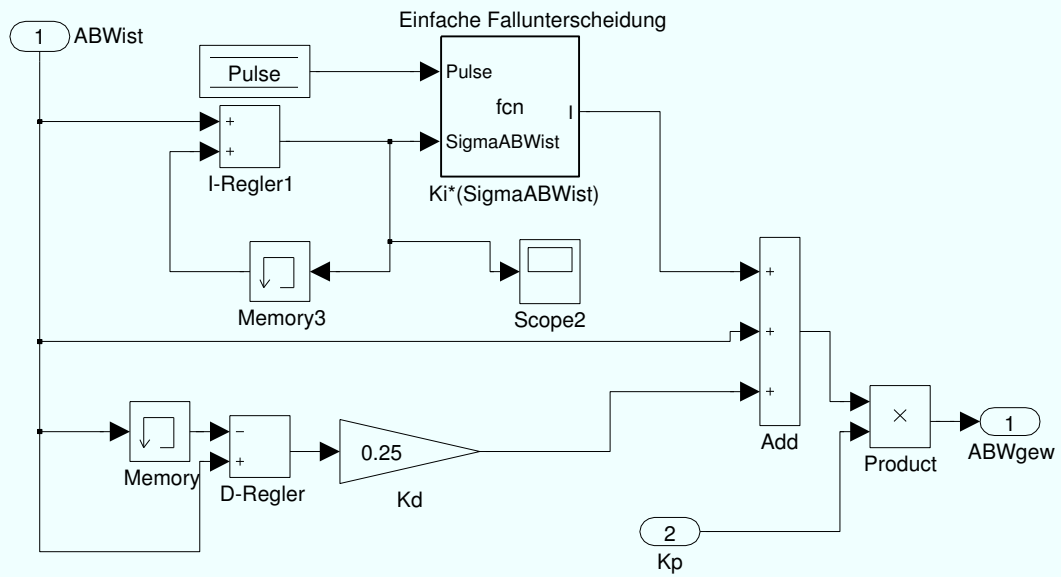 Einfache Fallunterscheidung
1
ABWist
Pulse
Pulse
fcn
I
SigmaABWist
+
+
I-Regler1
Ki*(SigmaABWist)
Memory3
Scope2
+
+
+
Add
Memory
−
+
D-Regler
0.25
Kd
×
Product
1
ABWgew
2
Kp